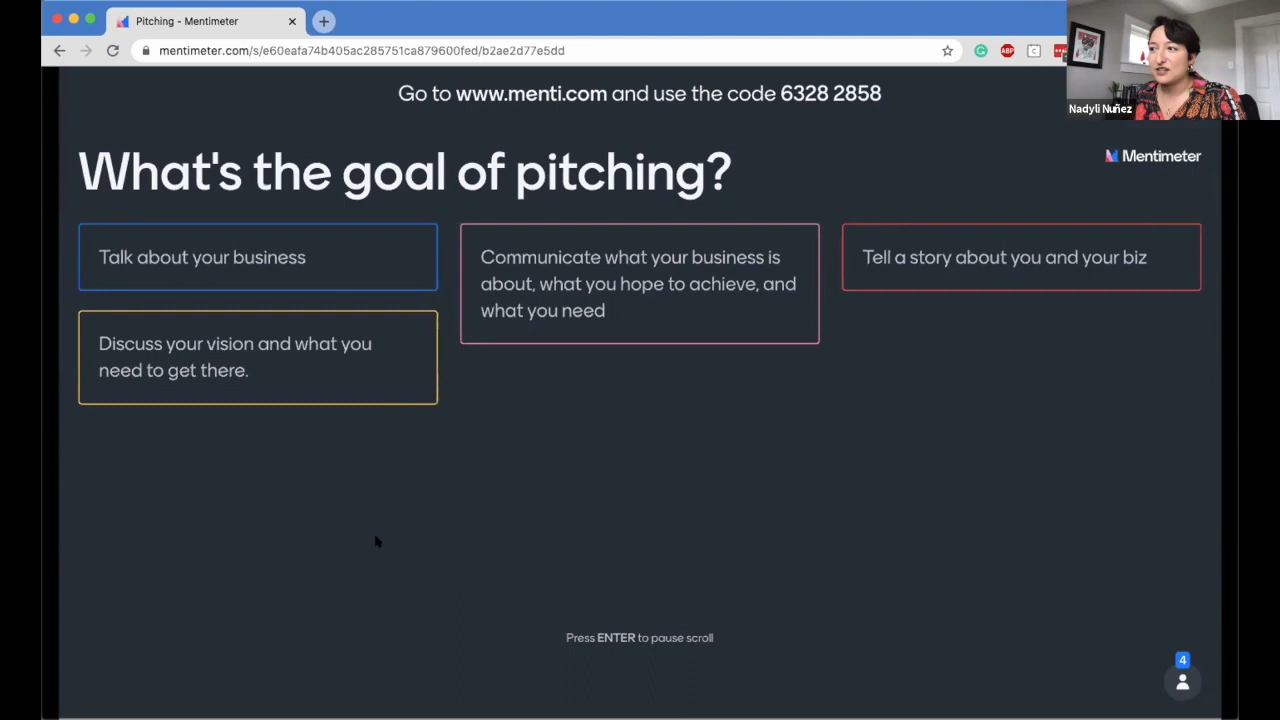 Pitching - Mentimeter
mentimeter.com/s/e60eafa74b405ac285751ca879600fed/b2ae2d77e5dd
ABP
Nadyli Nuñez
Go to www.menti.com and use the code 6328 2858
What's the goal of pitching?
Mentimeter
Talk about your business
Communicate what your business is
about, what you hope to achieve, and
what you need
Tell a story about you and your biz
Discuss your vision and what you
need to get there.
Press ENTER to pause scroll
4